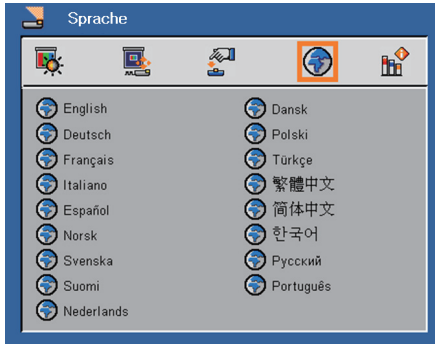 Sprache
English
Deutsch
Français
Italiano
Español
Norsk
Svenska
Suomi
Nederlands
Dansk
Polski
Türkçe
繁體中文
简体中文
한국어
Русский
Português